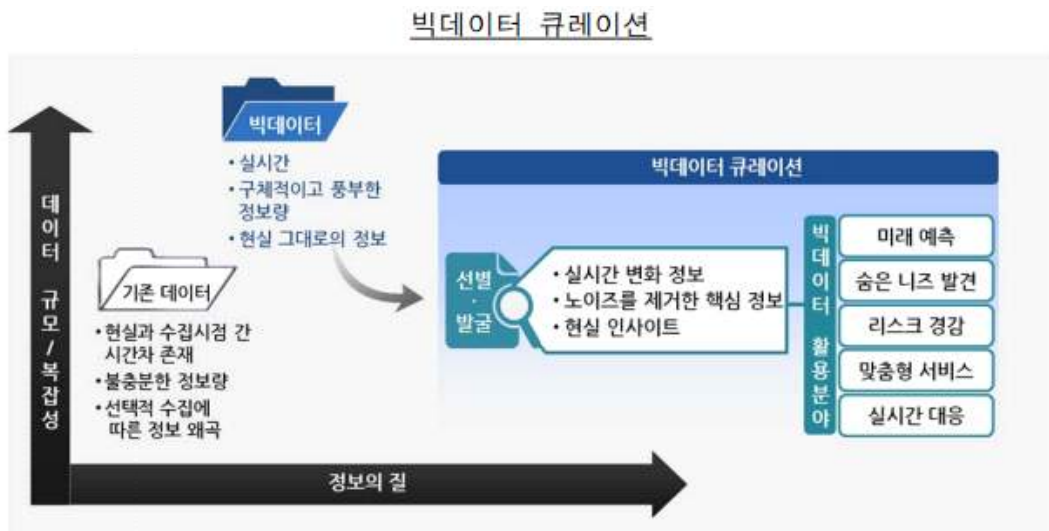 빅데이터 큐레이션
빅데이터
• 실시간
• 구체적이고 풍부한
정보량
• 현실 그대로의 정보
기존 데이터
• 현실과 수집시점 간
시간차 존재
• 불충분한 정보량
• 선택적 수집에
따른 정보 왜곡
데이터 규모/복잡성
정보의 질
빅데이터 큐레이션
선별
·
발굴
• 실시간 변화 정보
• 노이즈를 제거한 핵심 정보
• 현실 인사이트
빅데이터 활용분야
미래 예측
숨은 니즈 발견
리스크 경감
맞춤형 서비스
실시간 대응